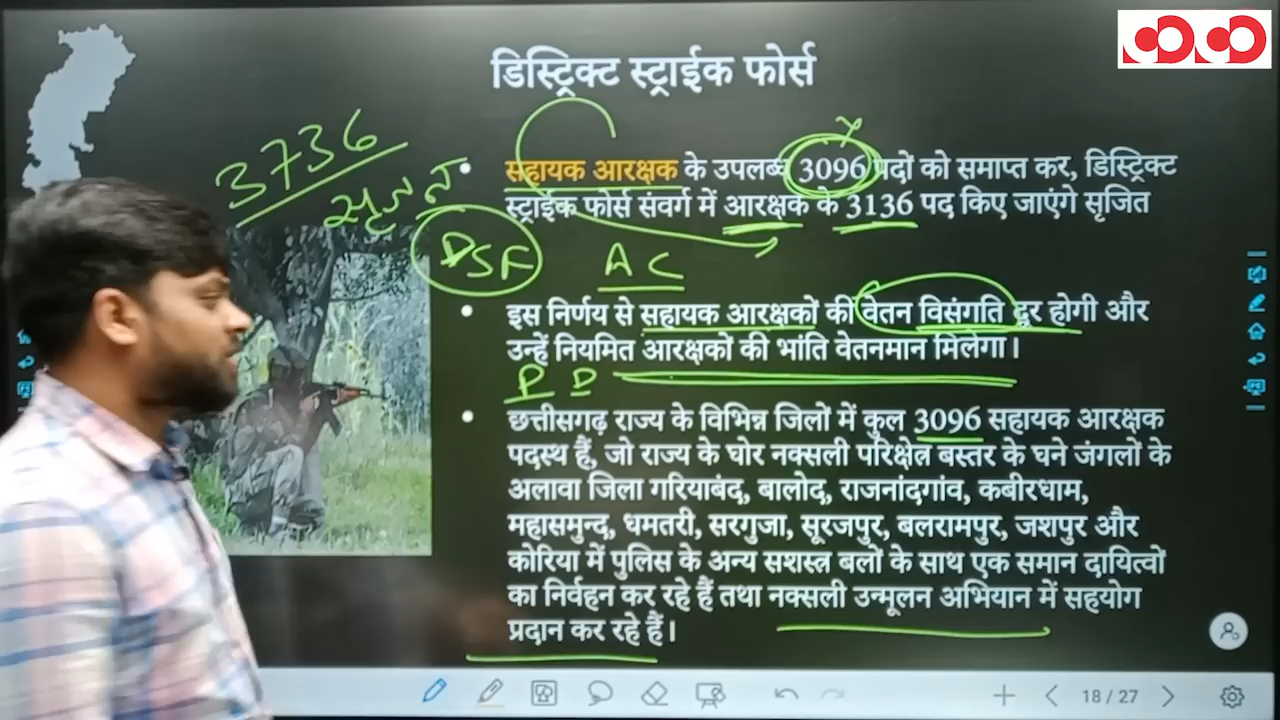 डिस्ट्रिक्ट स्ट्राईक फोर्स
3736
सृजन
सहायक आरक्षक के उपलब्ध 3096 पदों को समाप्त कर, डिस्ट्रिक्ट
स्ट्राईक फोर्स संवर्ग में आरक्षक के 3136 पद किए जाएंगे सृजित
DSF AC
इस निर्णय से सहायक आरक्षकों की वेतन विसंगति दूर होगी और
उन्हें नियमित आरक्षकों की भांति वेतनमान मिलेगा।
छत्तीसगढ़ राज्य के विभिन्न जिलों में कुल 3096 सहायक आरक्षक
पदस्थ हैं, जो राज्य के घोर नक्सली परिक्षेत्र बस्तर के घने जंगलों के
अलावा जिला गरियाबंद, बालोद, राजनांदगांव, कबीरधाम,
महासमुन्द, धमतरी, सरगुजा, सूरजपुर, बलरामपुर, जशपुर और
कोरिया में पुलिस के अन्य सशस्त्र बलों के साथ एक समान दायित्वों
का निर्वहन कर रहे हैं तथा नक्सली उन्मूलन अभियान में सहयोग
प्रदान कर रहे हैं।
18 / 27